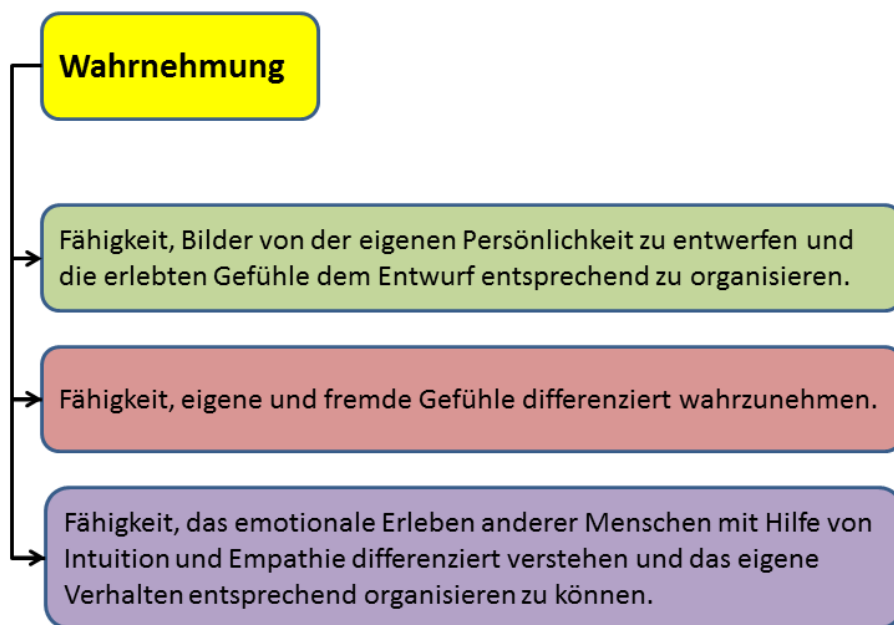 Wahrnehmung
Fähigkeit, Bilder von der eigenen Persönlichkeit zu entwerfen und
die erlebten Gefühle dem Entwurf entsprechend zu organisieren.
Fähigkeit, eigene und fremde Gefühle differenziert wahrzunehmen.
Fähigkeit, das emotionale Erleben anderer Menschen mit Hilfe von
Intuition und Empathie differenziert verstehen und das eigene
Verhalten entsprechend organisieren zu können.